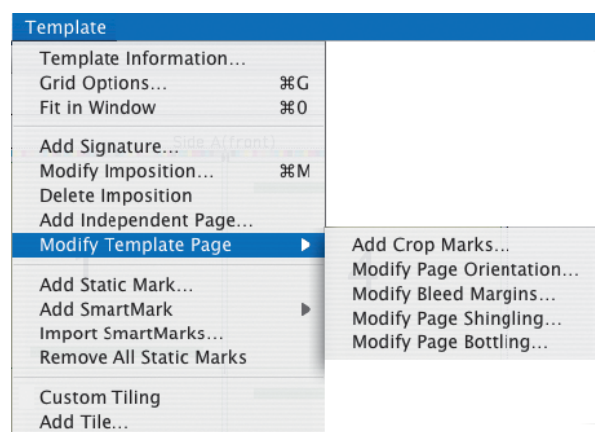 Template
Template Information...
Grid Options... ⌘G
Fit in Window ⌘0
Add Signature...
Side A(front)
Modify Imposition... ⌘M
Delete Imposition
Add Independent Page...
Modify Template Page
Add Crop Marks...
Modify Page Orientation...
Modify Bleed Margins...
Modify Page Shingling...
Modify Page Bottling...
Add Static Mark...
Add SmartMark
Import SmartMarks...
Remove All Static Marks
Custom Tiling
Add Tile...